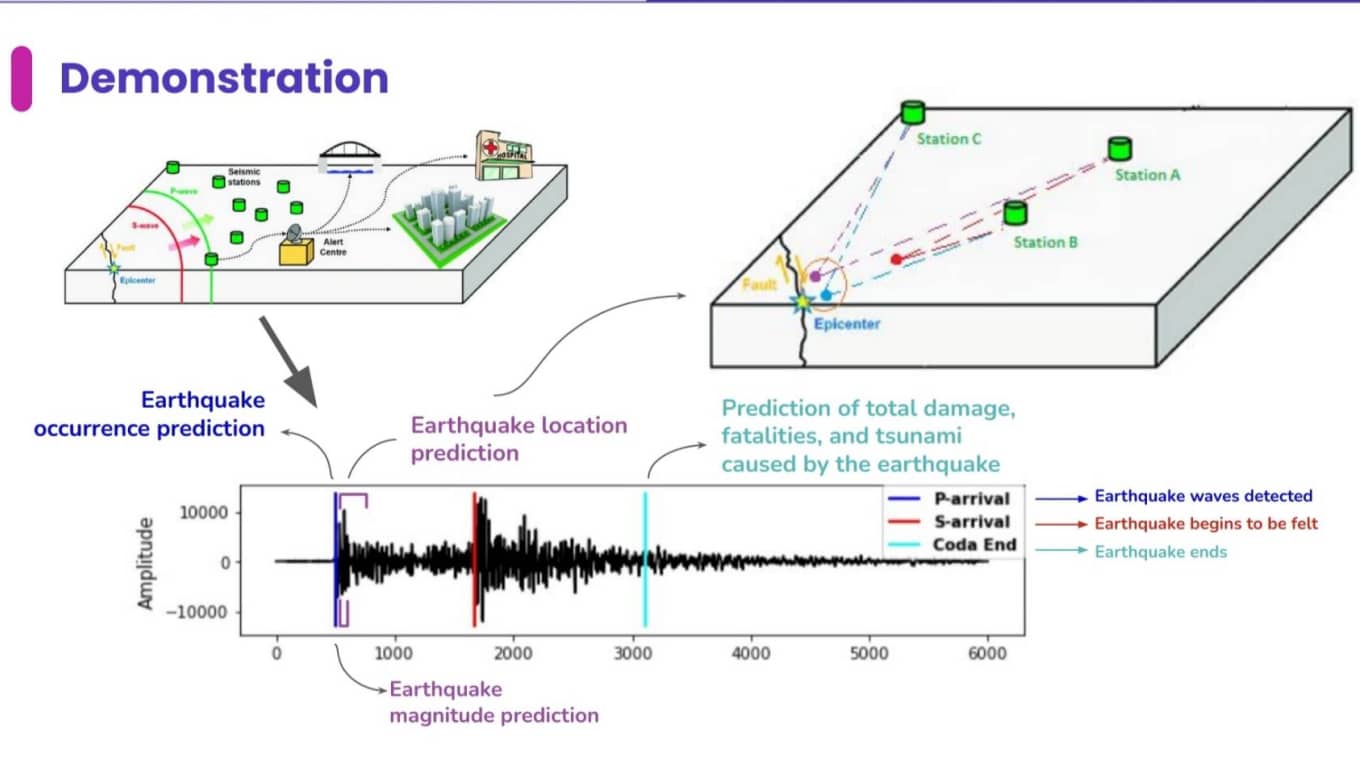 Demonstration
Seismic
stations
P-wave
S-wave
Fault
Epicenter
HOSPITAL
Alert
Centre
Station C
Station A
Station B
Fault
Epicenter
Earthquake
occurrence prediction
Earthquake location
prediction
Prediction of total damage,
fatalities, and tsunami
caused by the earthquake
Amplitude
10000
0
−10000
P-arrival
S-arrival
Coda End
Earthquake waves detected
Earthquake begins to be felt
Earthquake ends
0 1000 2000 3000 4000 5000 6000
Earthquake
magnitude prediction